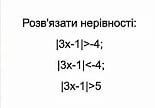 Розв'язати нерівності:
|3x-1|>-4;
|3x-1|<-4;
|3x-1|>5